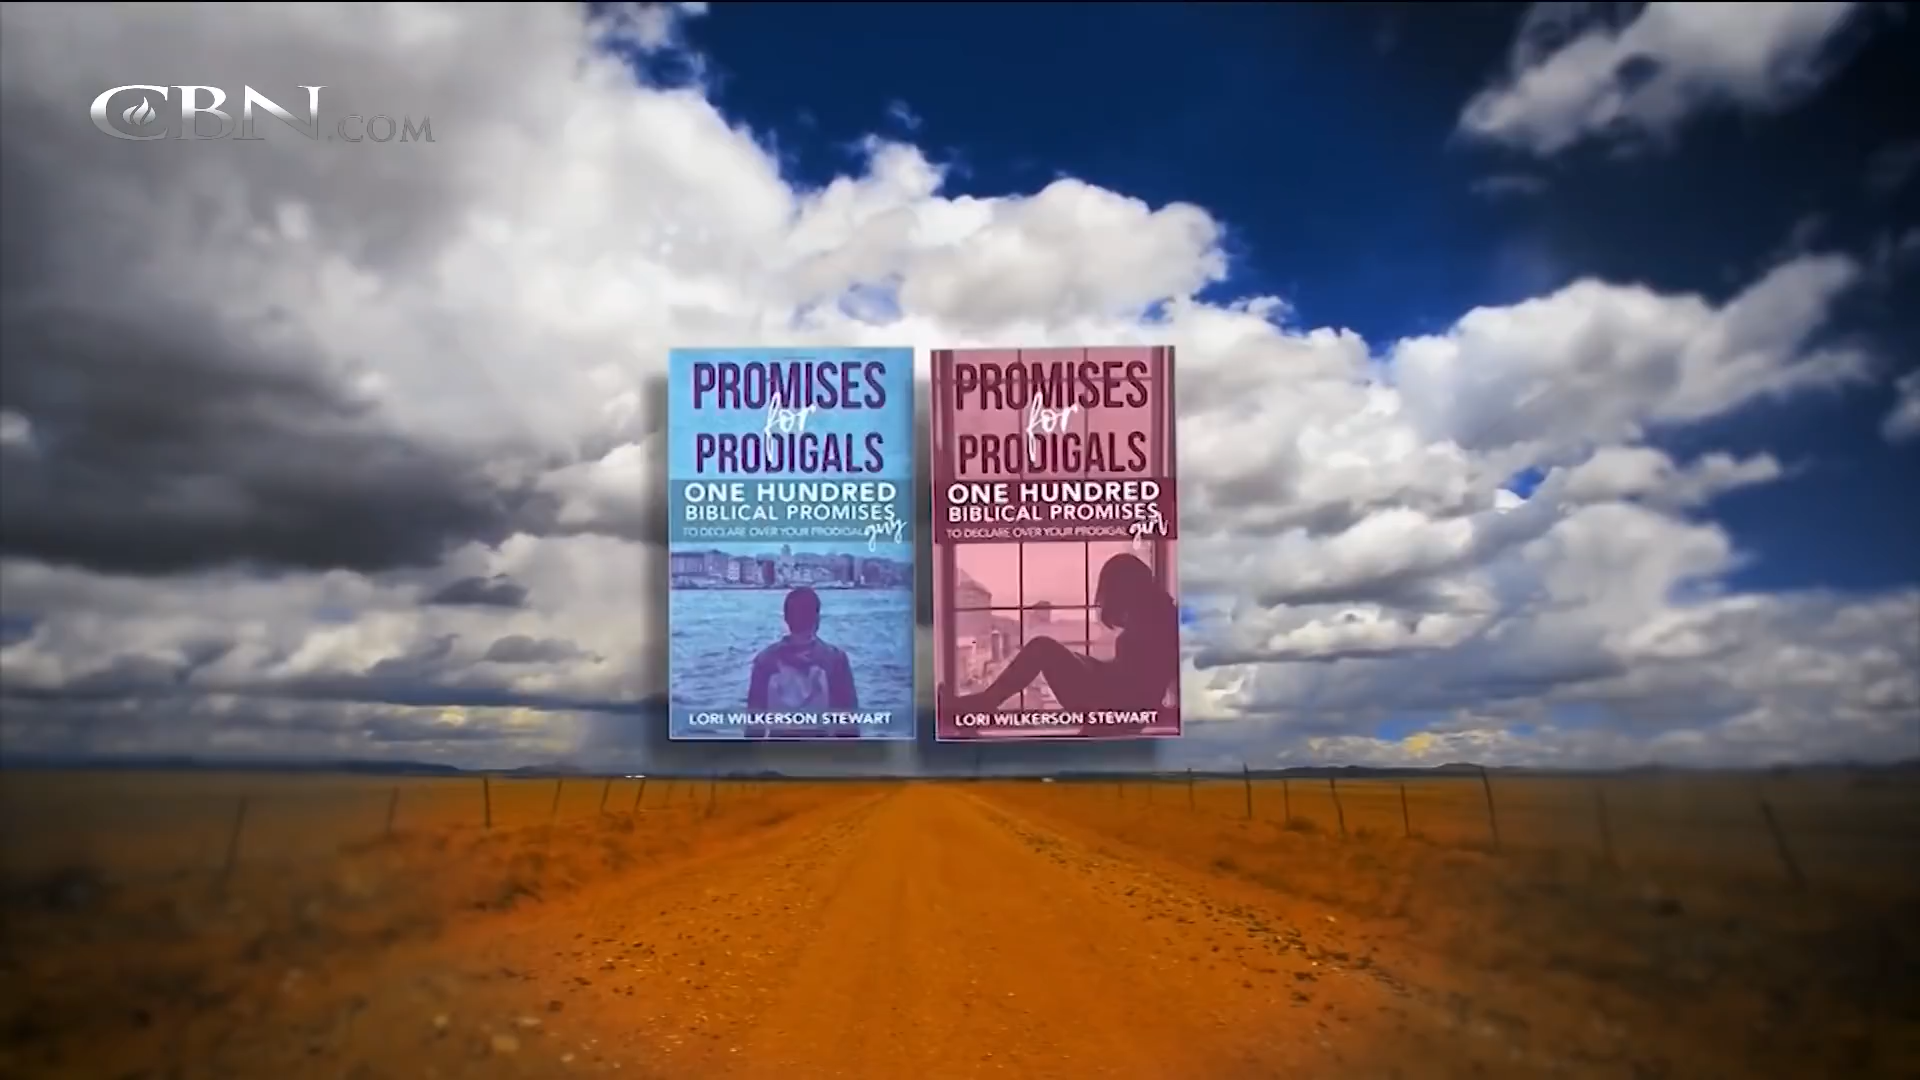 CBN.COM
PROMISES
for
PRODIGALS
ONE HUNDRED
BIBLICAL PROMISES
TO DECLARE OVER YOUR PRODIGAL guy
LORI WILKERSON STEWART
PROMISES
for
PRODIGALS
ONE HUNDRED
BIBLICAL PROMISES
TO DECLARE OVER YOUR PRODIGAL girl
LORI WILKERSON STEWART